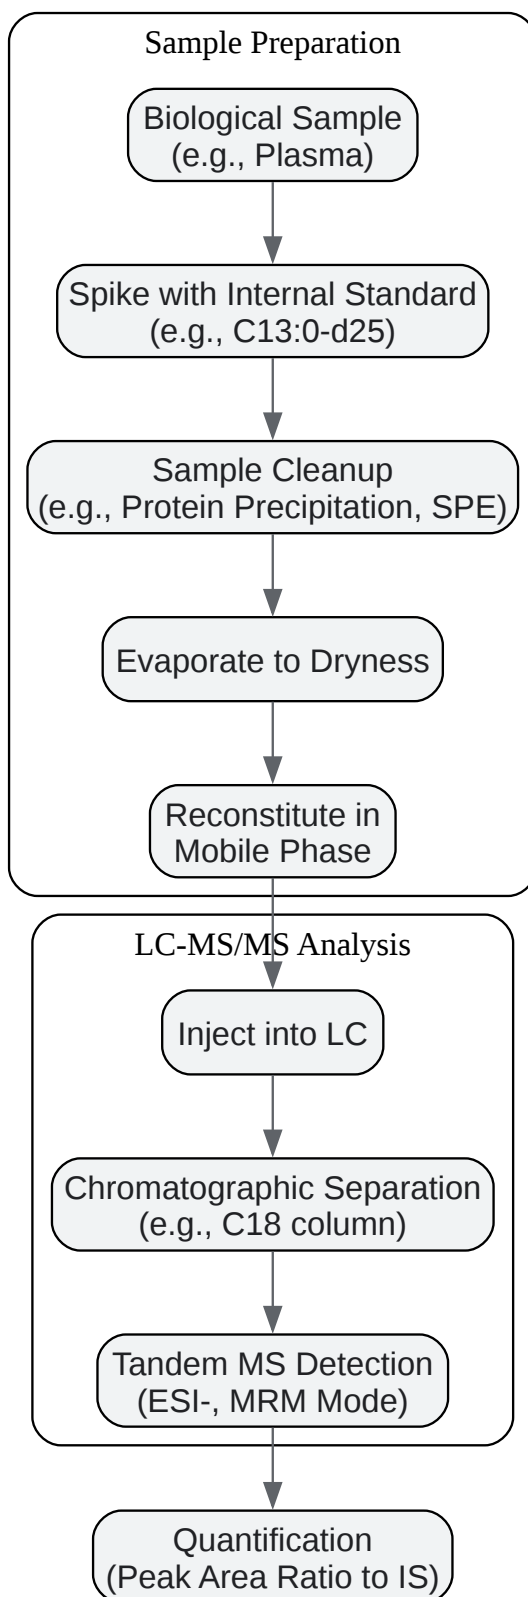 Sample Preparation
Biological Sample
(e.g., Plasma)
Spike with Internal Standard
(e.g., C13:0-d25)
Sample Cleanup
(e.g., Protein Precipitation, SPE)
Evaporate to Dryness
Reconstitute in
Mobile Phase
LC-MS/MS Analysis
Inject into LC
Chromatographic Separation
(e.g., C18 column)
Tandem MS Detection
(ESI-, MRM Mode)
Quantification
(Peak Area Ratio to IS)